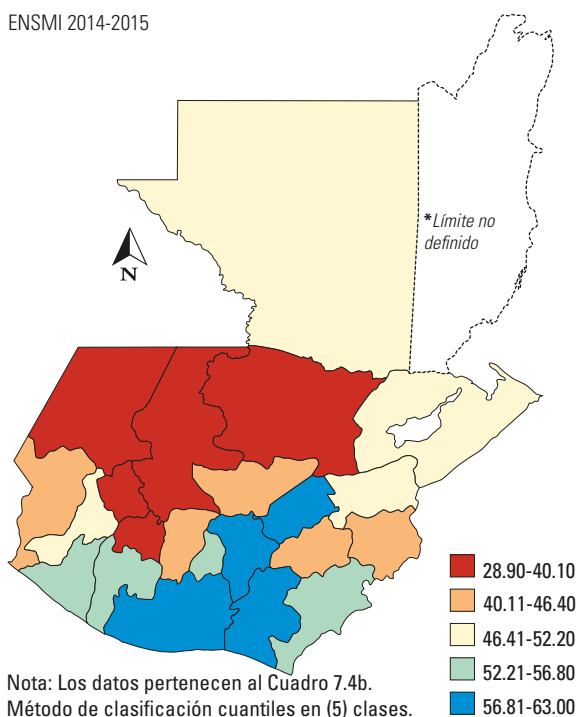 ENSMI 2014-2015
*Límite no
definido
N
28.90-40.10
40.11-46.40
46.41-52.20
52.21-56.80
56.81-63.00
Nota: Los datos pertenecen al Cuadro 7.4b.
Método de clasificación cuantiles en (5) clases.